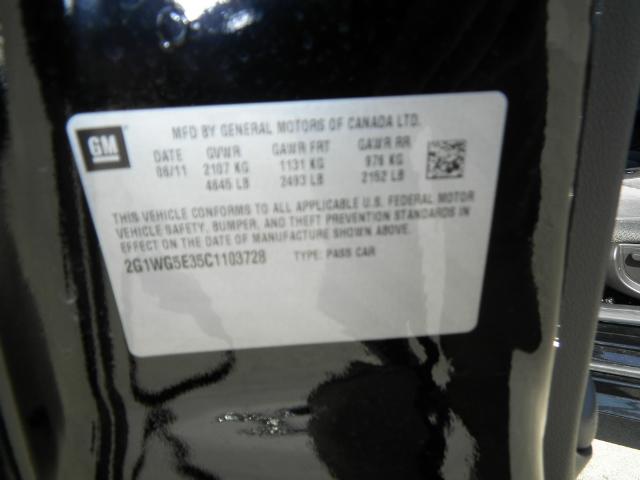 GM
MFD BY GENERAL MOTORS OF CANADA LTD.
DATE GVWR GAWR FRT GAWR RR
08/11 2107 KG 1131 KG 976 KG
4645 LB 2493 LB 2152 LB
THIS VEHICLE CONFORMS TO ALL APPLICABLE U.S. FEDERAL MOTOR
VEHICLE SAFETY, BUMPER, AND THEFT PREVENTION STANDARDS IN
EFFECT ON THE DATE OF MANUFACTURE SHOWN ABOVE.
2G1WG5E35C1103728 TYPE: PASS CAR